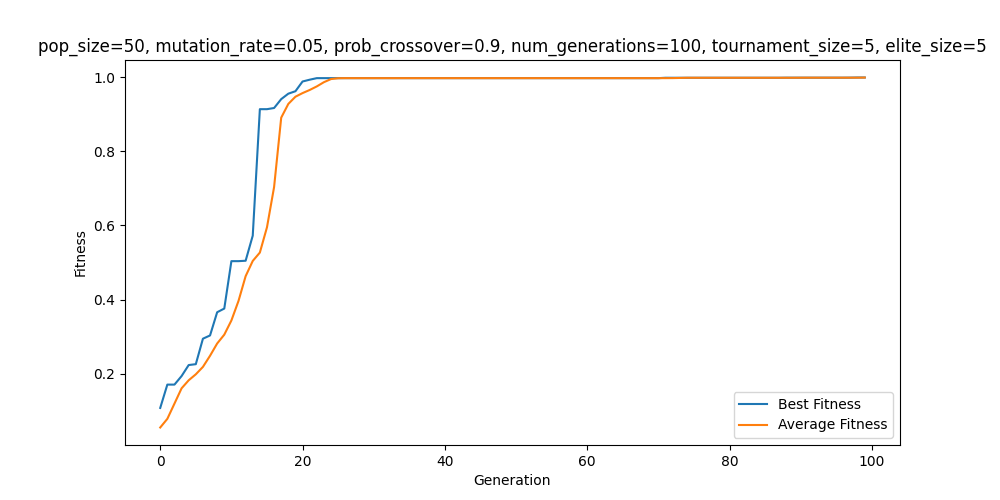 pop_size=50, mutation_rate=0.05, prob_crossover=0.9, num_generations=100, tournament_size=5, elite_size=5
1.0
0.8
0.6
0.4
0.2
Fitness
Best Fitness
Average Fitness
0 20 40 60 80 100
Generation